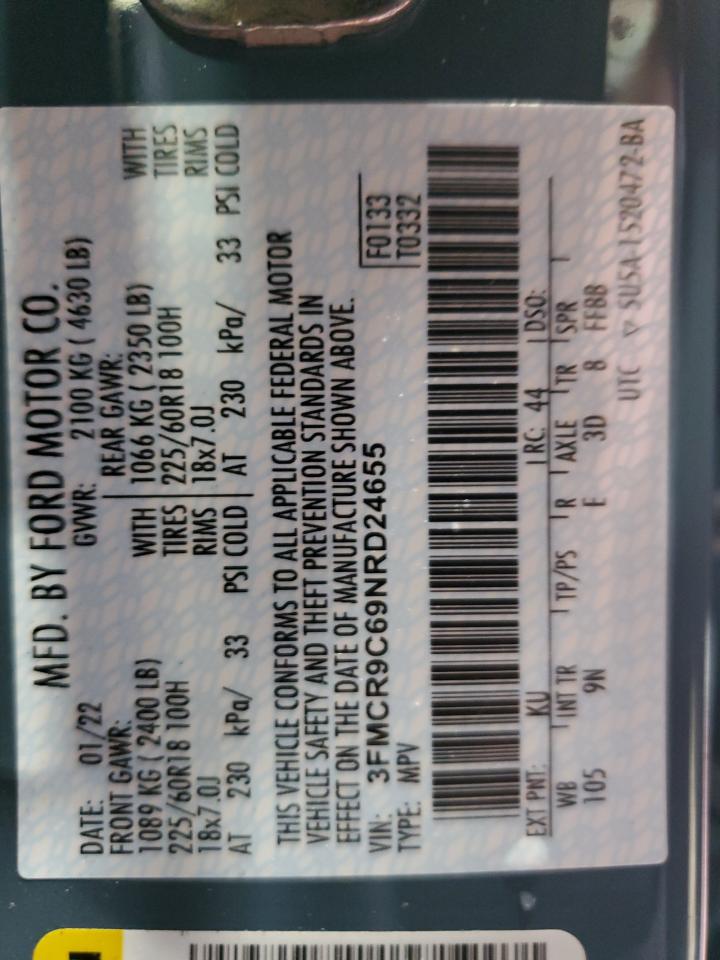 MFD. BY FORD MOTOR CO.
DATE: 01/22 GVWR: 2100 KG ( 4630 LB)
FRONT GAWR: REAR GAWR:
1089 KG ( 2400 LB) WITH 1066 KG ( 2350 LB) WITH
225/60R18 100H TIRES 225/60R18 100H TIRES
18x7.0J RIMS 18x7.0J RIMS
AT 230 kPa/ 33 PSI COLD AT 230 kPa/ 33 PSI COLD
THIS VEHICLE CONFORMS TO ALL APPLICABLE FEDERAL MOTOR
VEHICLE SAFETY AND THEFT PREVENTION STANDARDS IN
EFFECT ON THE DATE OF MANUFACTURE SHOWN ABOVE.
VIN: 3FMCR9C69NRD24655 F0133
TYPE: MPV T0332
EXT PNT: KU RC: 44 DSO:
WB INT TR TP/PS R AXLE TR SPR
105 9N E 3D 8 FFBB
UTC ▽ SU5A-1520472-BA